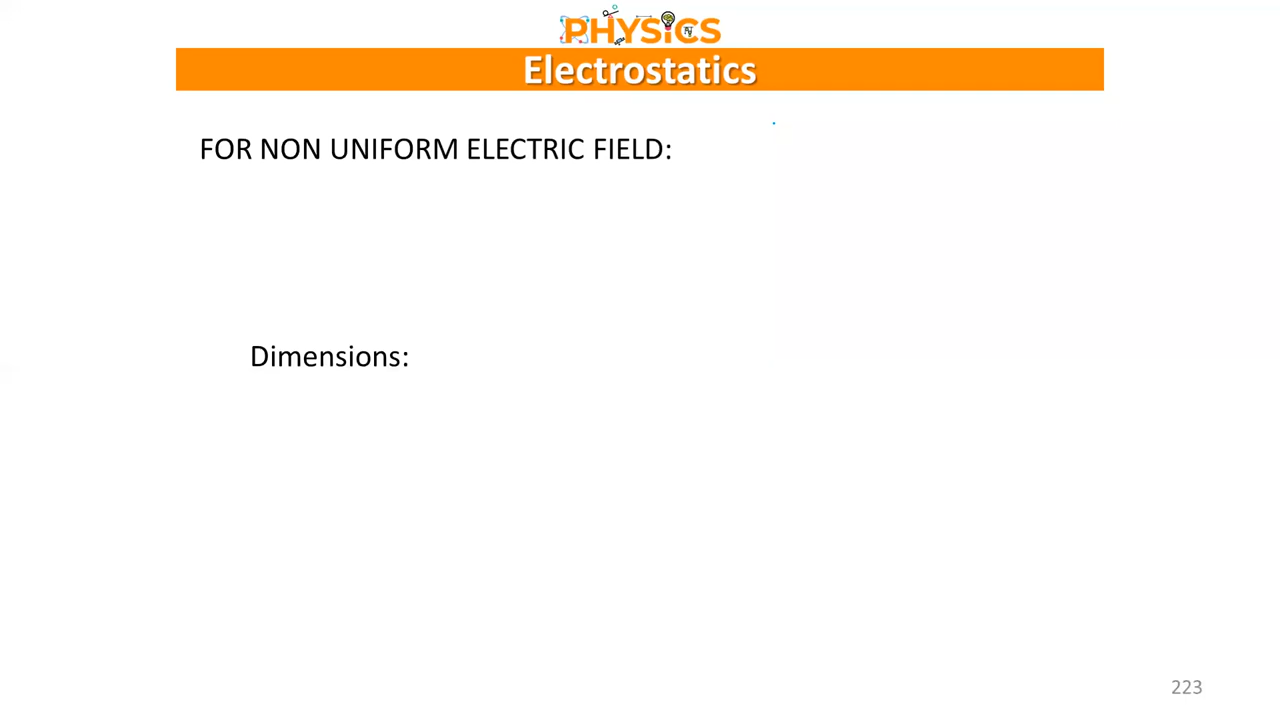 PHYSICS
Electrostatics
FOR NON UNIFORM ELECTRIC FIELD:
Dimensions:
223